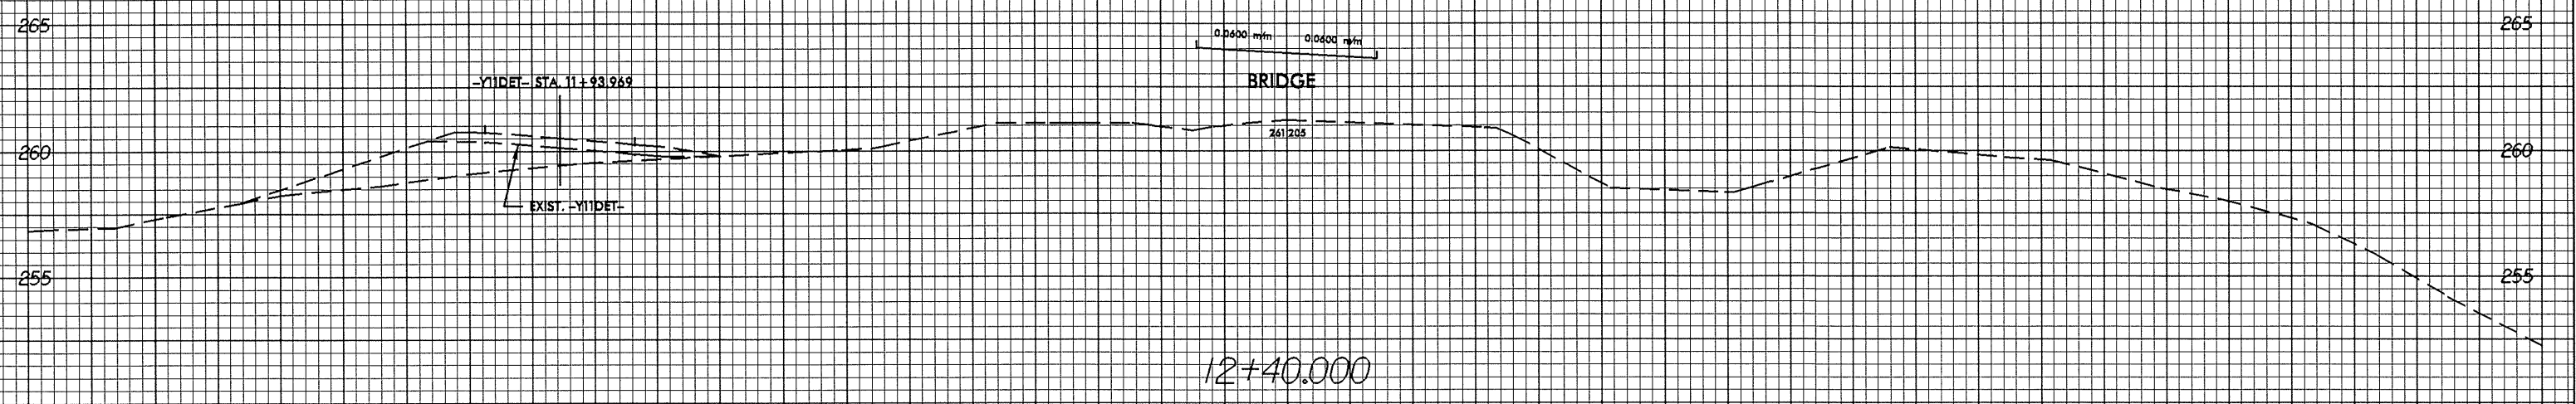 265 265
0.0600 m/m 0.0600 m/m
-Y11DET- STA. 11+93.969
BRIDGE
261.205
260 260
EXIST. -Y11DET-
255 255
12+40.000